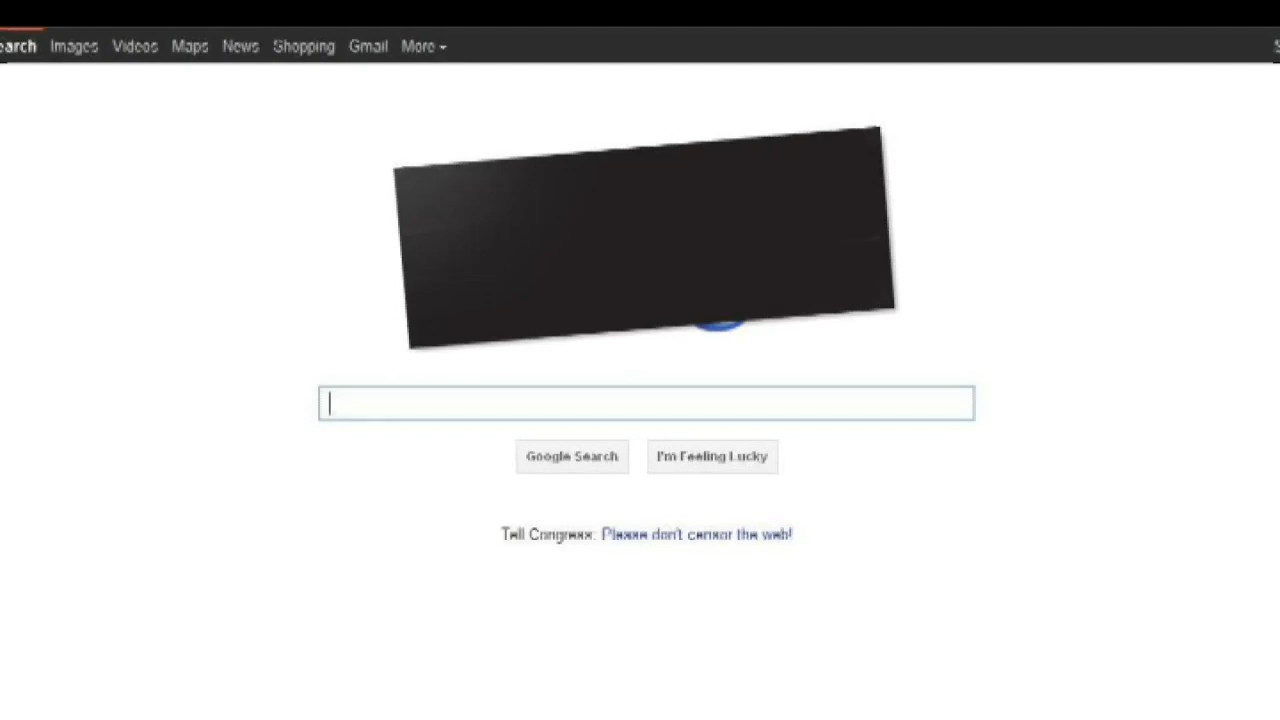 earch Images Videos Maps News Shopping Gmail More S
Google Search I'm Feeling Lucky
Tell Congress: Please don't censor the web!